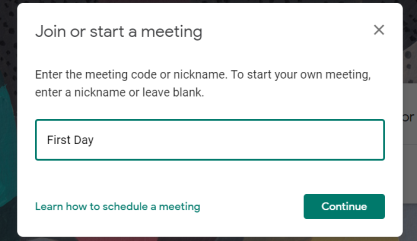 Join or start a meeting
Enter the meeting code or nickname. To start your own meeting,
enter a nickname or leave blank.
or
First Day
Learn how to schedule a meeting
Continue